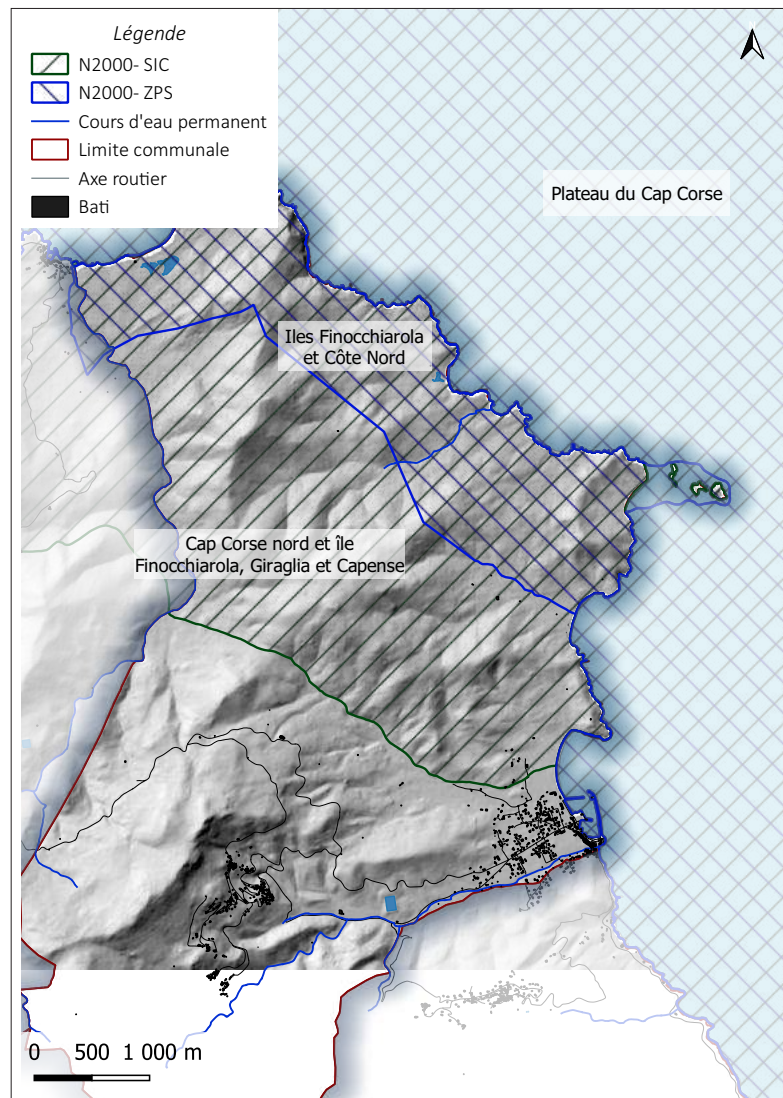 Légende
N2000- SIC
N2000- ZPS
Cours d'eau permanent
Limite communale
Axe routier
Bati
N
Plateau du Cap Corse
Iles Finocchiarola
et Côte Nord
Cap Corse nord et île
Finocchiarola, Giraglia et Capense
0 500 1 000 m